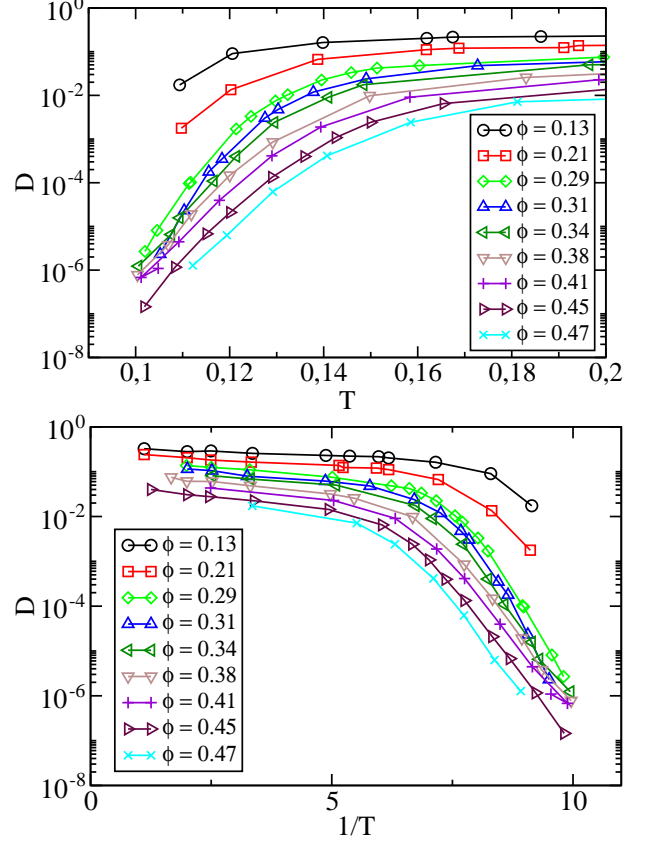 10^0
10^-2
D
10^-4
10^-6
10^-8
ϕ = 0.13
ϕ = 0.21
ϕ = 0.29
ϕ = 0.31
ϕ = 0.34
ϕ = 0.38
ϕ = 0.41
ϕ = 0.45
ϕ = 0.47
0,1 0,12 0,14 0,16 0,18 0,2
T
10^0
10^-2
D
10^-4
10^-6
10^-8
ϕ = 0.13
ϕ = 0.21
ϕ = 0.29
ϕ = 0.31
ϕ = 0.34
ϕ = 0.38
ϕ = 0.41
ϕ = 0.45
ϕ = 0.47
0 5 10
1/T